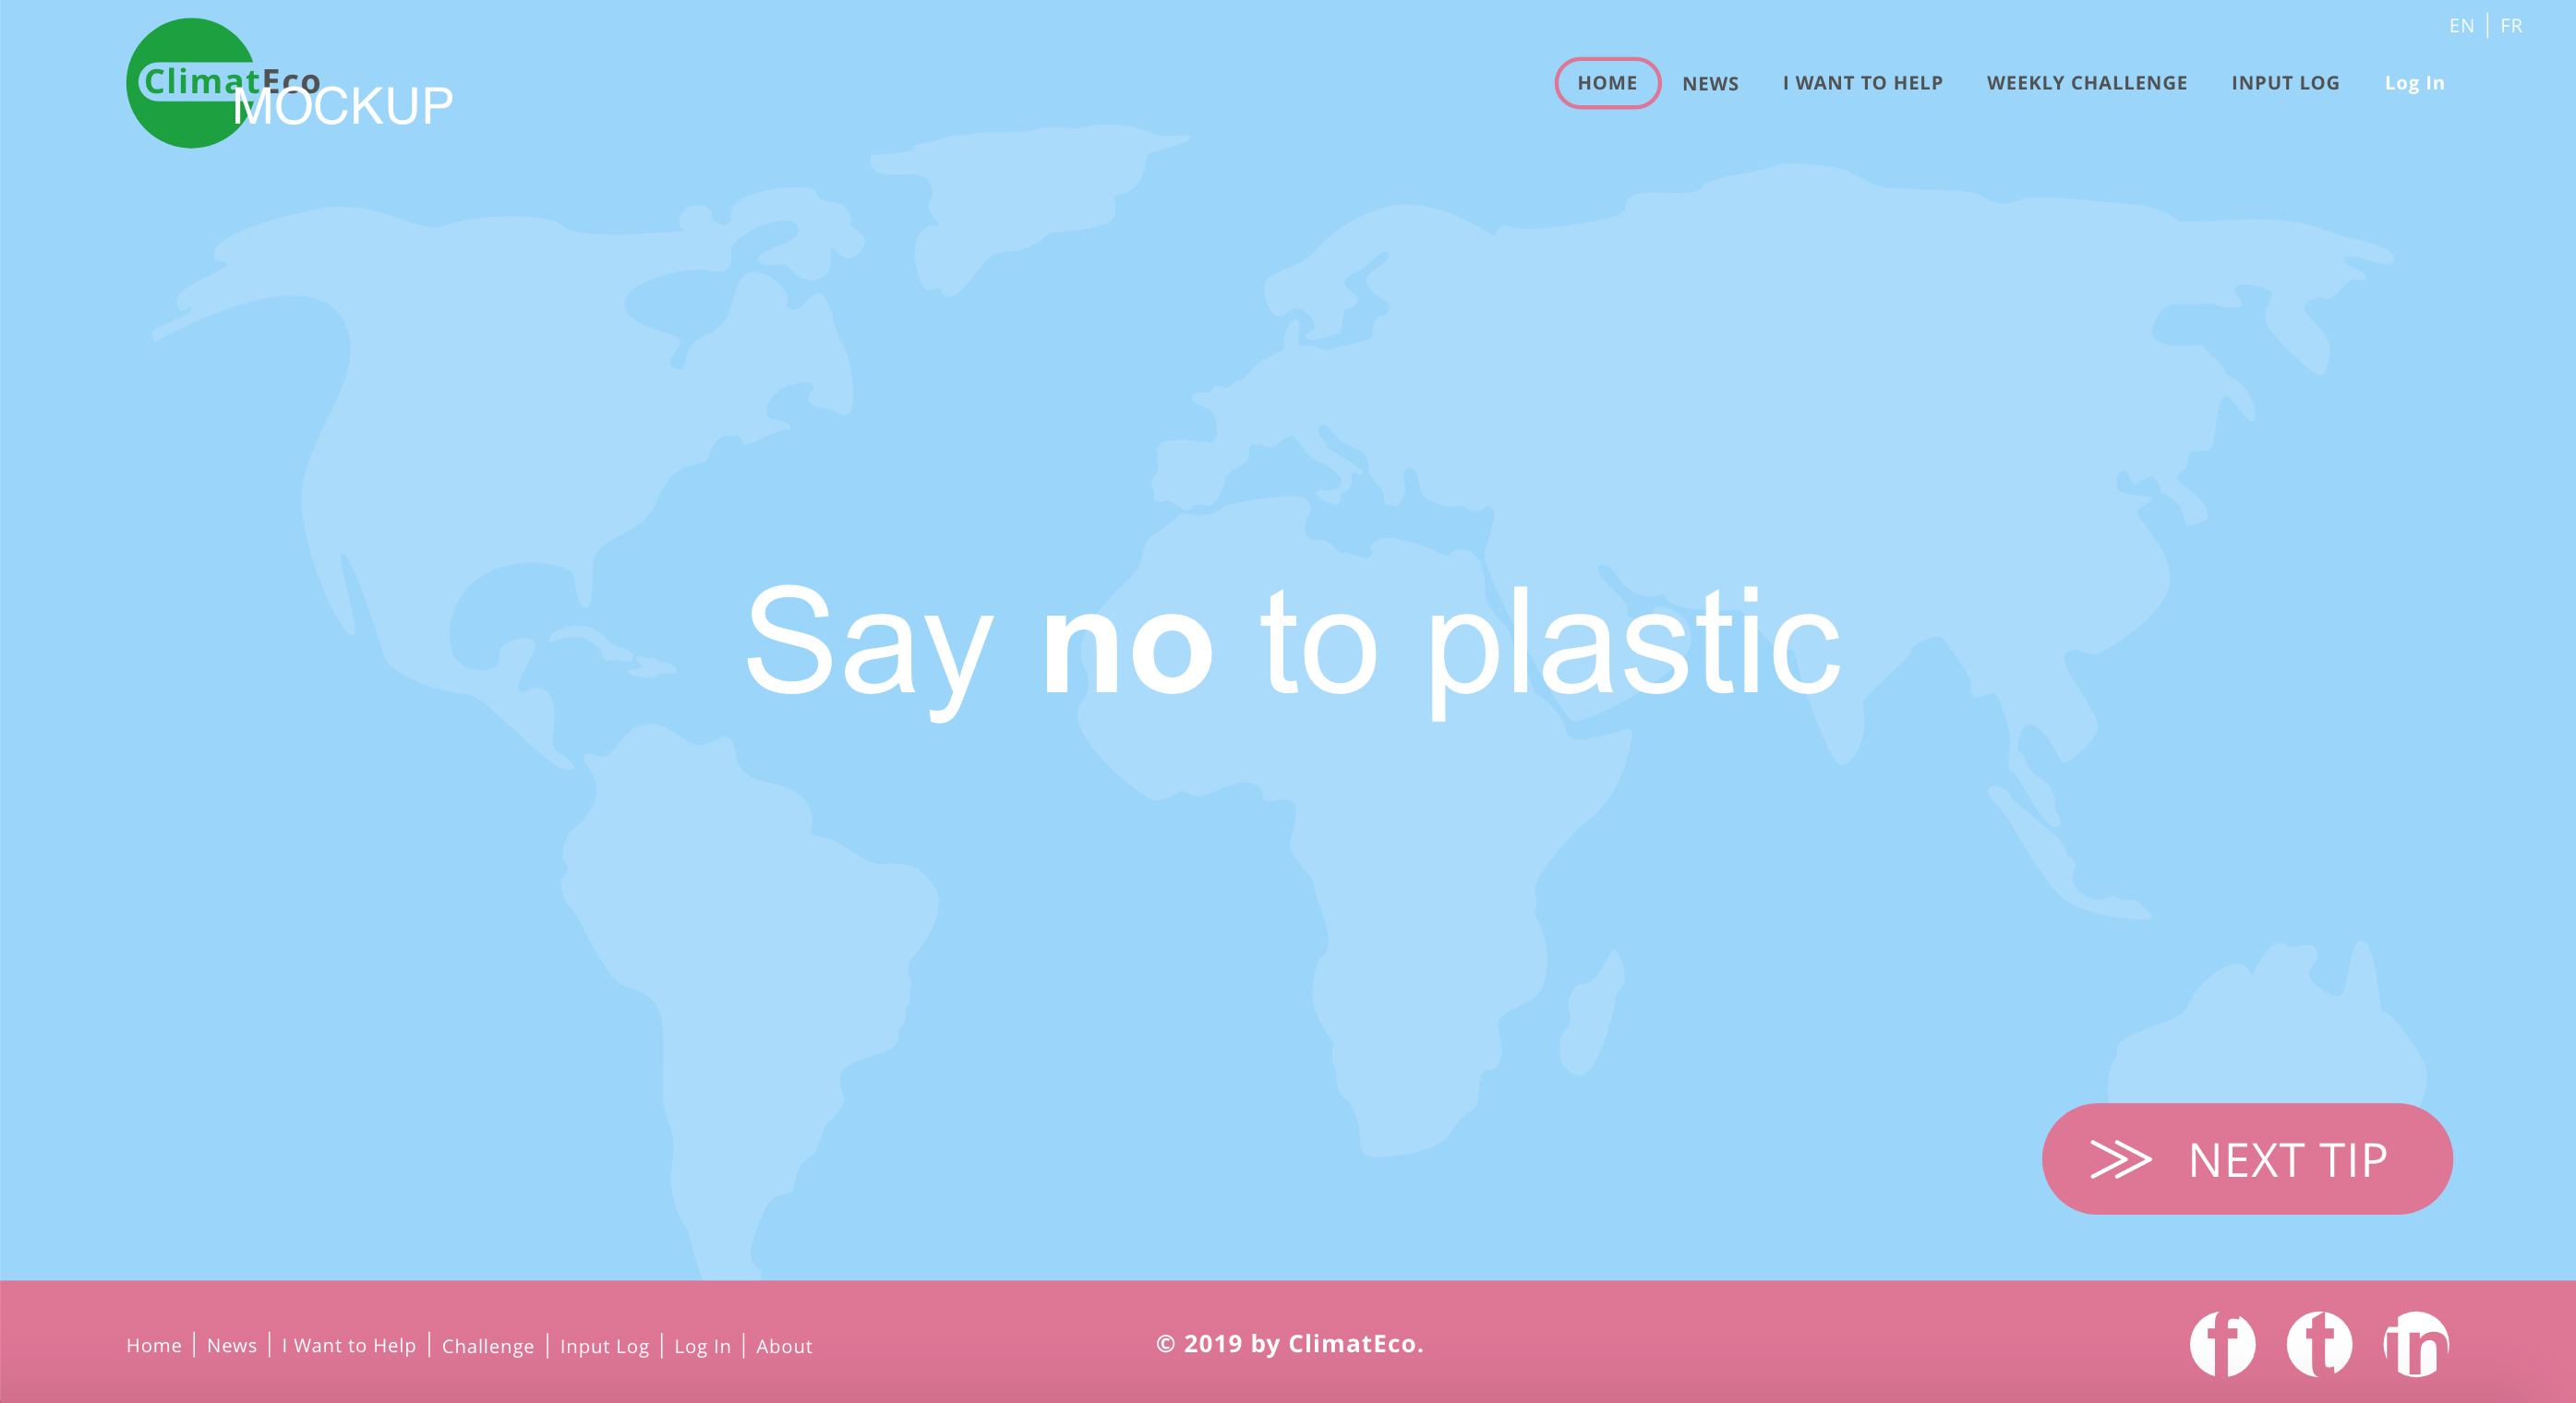 EN | FR
ClimatEco
MOCKUP
HOME NEWS I WANT TO HELP WEEKLY CHALLENGE INPUT LOG Log In
Say no to plastic
NEXT TIP
Home | News | I Want to Help | Challenge | Input Log | Log In | About
© 2019 by ClimatEco.
f t in